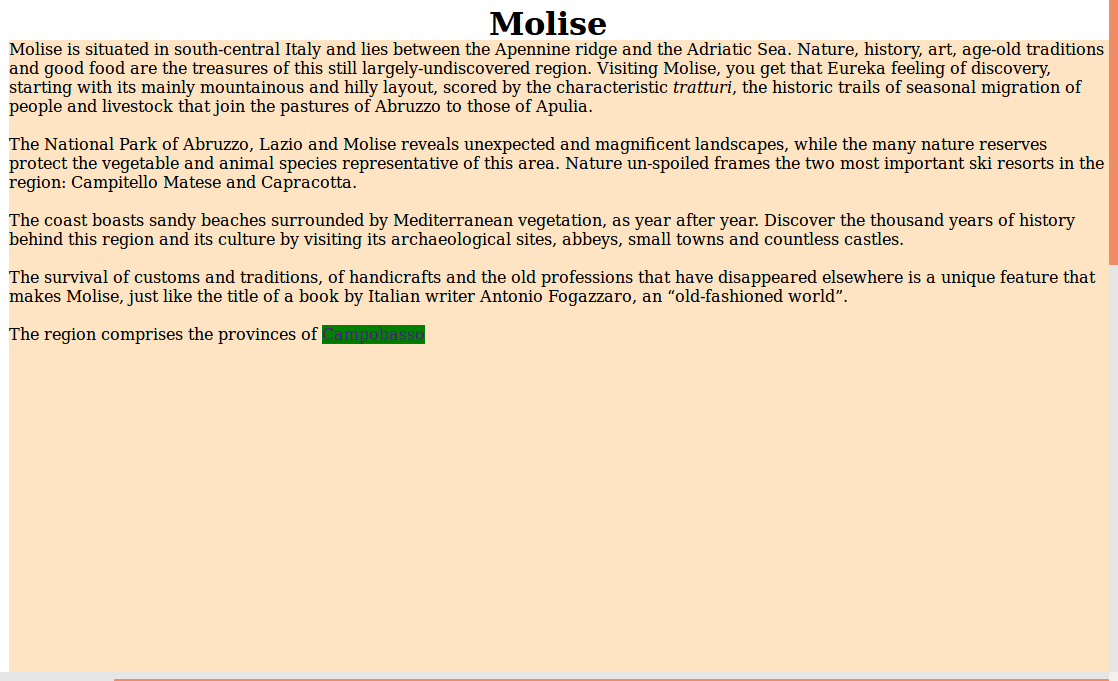 Molise
Molise is situated in south-central Italy and lies between the Apennine ridge and the Adriatic Sea. Nature, history, art, age-old traditions
and good food are the treasures of this still largely-undiscovered region. Visiting Molise, you get that Eureka feeling of discovery,
starting with its mainly mountainous and hilly layout, scored by the characteristic tratturi, the historic trails of seasonal migration of
people and livestock that join the pastures of Abruzzo to those of Apulia.
The National Park of Abruzzo, Lazio and Molise reveals unexpected and magnificent landscapes, while the many nature reserves
protect the vegetable and animal species representative of this area. Nature un-spoiled frames the two most important ski resorts in the
region: Campitello Matese and Capracotta.
The coast boasts sandy beaches surrounded by Mediterranean vegetation, as year after year. Discover the thousand years of history
behind this region and its culture by visiting its archaeological sites, abbeys, small towns and countless castles.
The survival of customs and traditions, of handicrafts and the old professions that have disappeared elsewhere is a unique feature that
makes Molise, just like the title of a book by Italian writer Antonio Fogazzaro, an “old-fashioned world”.
The region comprises the provinces of Campobasso